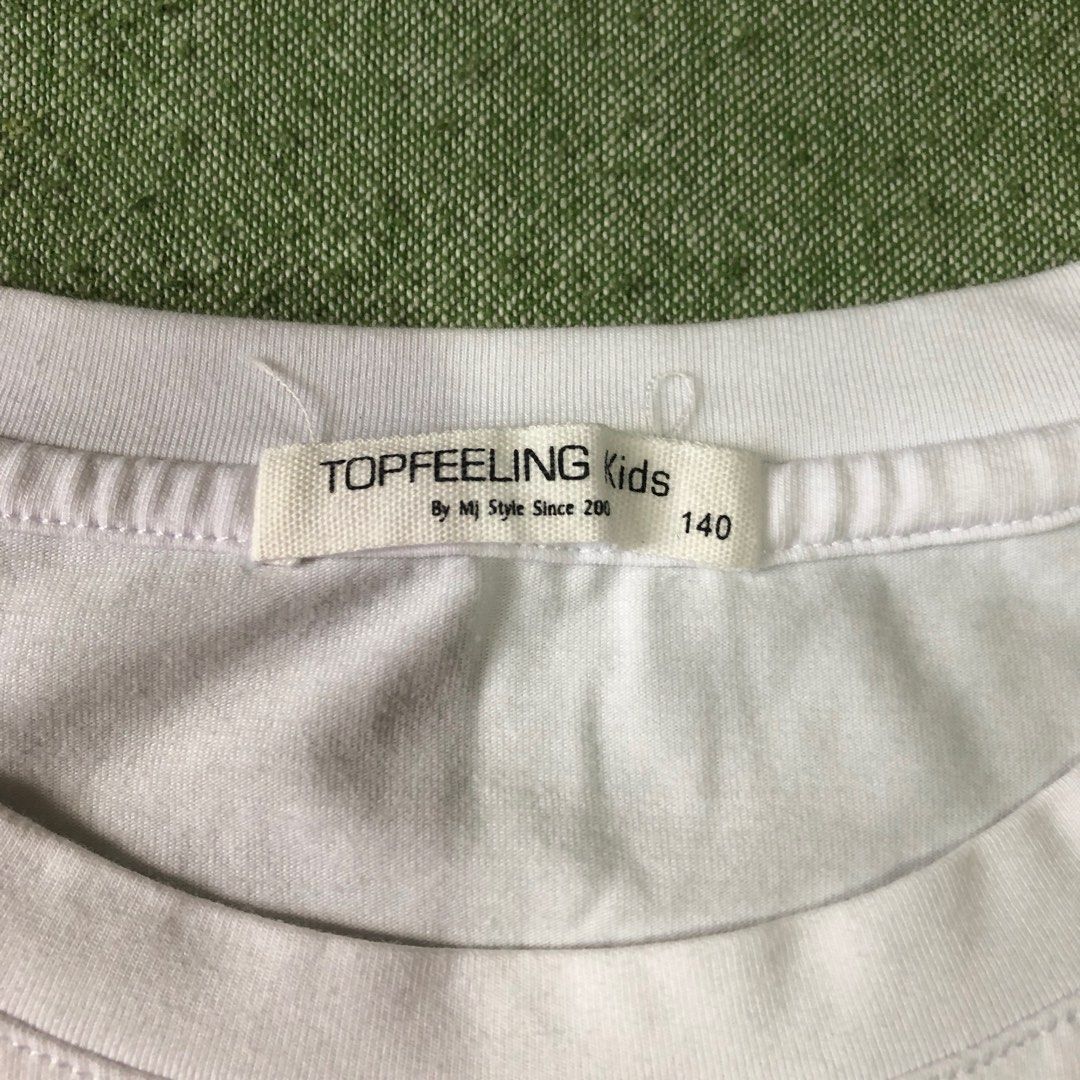 TOPFEELING Kids
By Mj Style Since 200
140